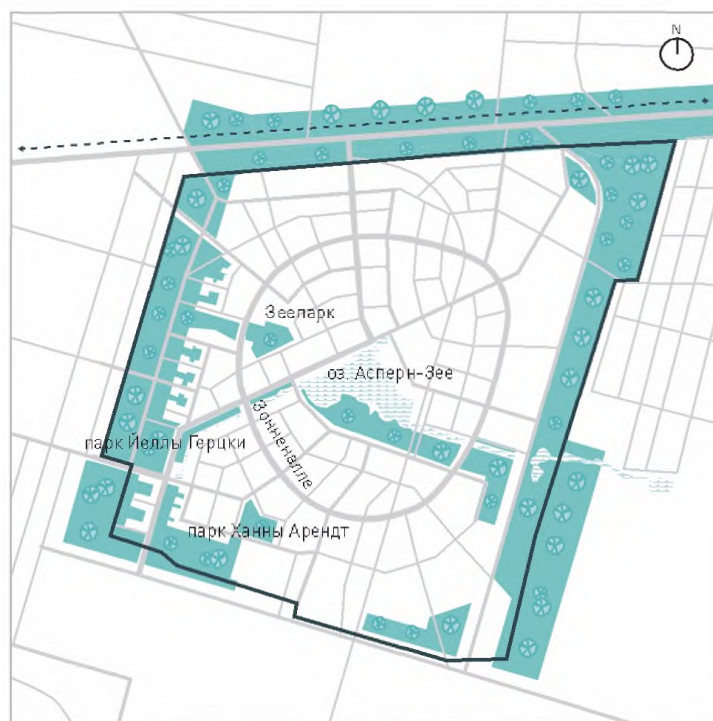 N
Зеепарк
оз. Асперн-Зее
Зонненалле
парк Йеллы Герцки
парк Ханны Арендт